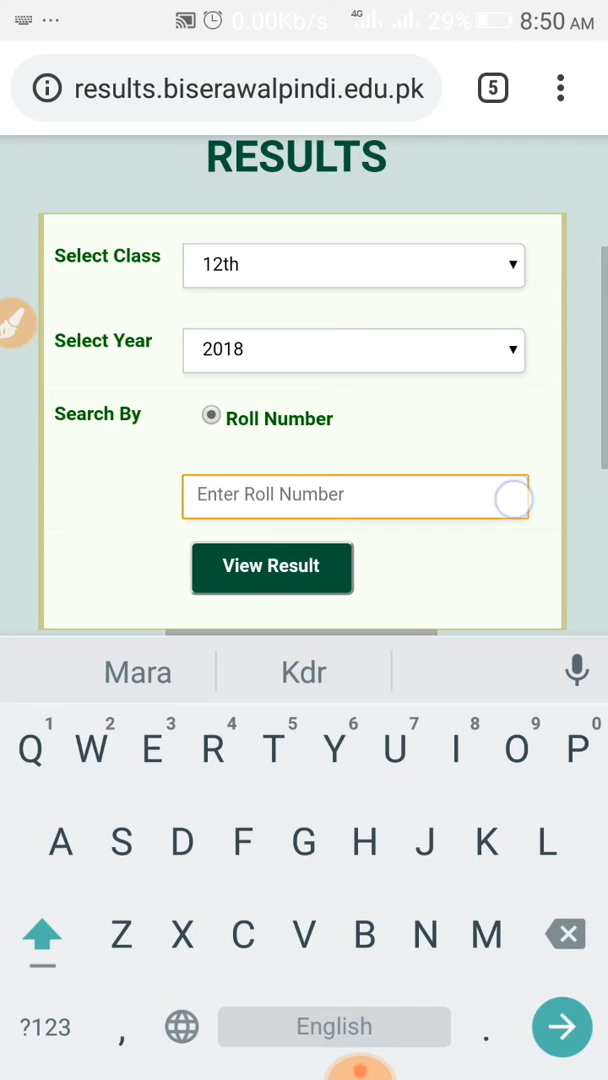 0.00Kb/s 4G 29% 8:50 AM
results.biserawalpindi.edu.pk 5
RESULTS
Select Class 12th
Select Year 2018
Search By Roll Number
Enter Roll Number
View Result
Mara Kdr
1 2 3 4 5 6 7 8 9 0
Q W E R T Y U I O P
A S D F G H J K L
Z X C V B N M
?123 , English .